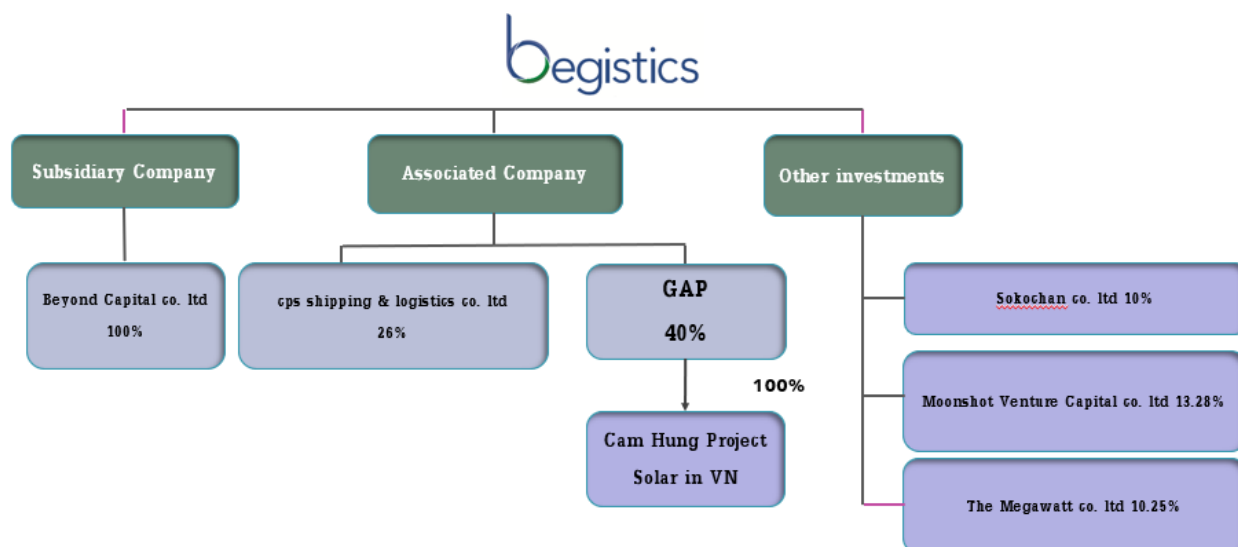 begistics
Subsidiary Company
Associated Company
Other investments
Beyond Capital co. ltd
100%
cps shipping & logistics co. ltd
26%
GAP
40%
100%
Cam Hung Project
Solar in VN
Sokochan co. ltd 10%
Moonshot Venture Capital co. ltd 13.28%
The Megawatt co. ltd 10.25%